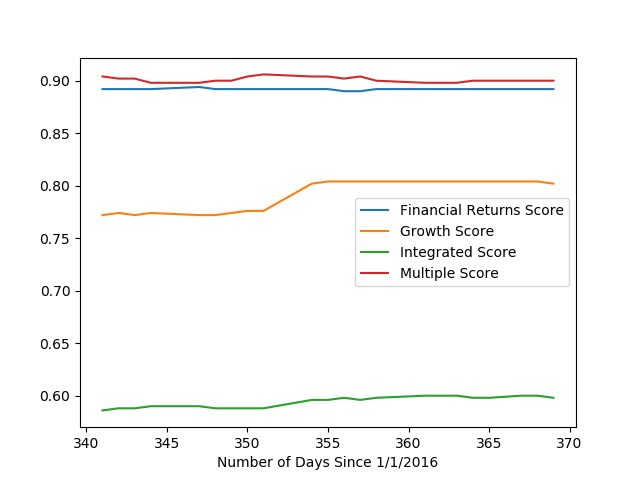 0.90
0.85
0.80
0.75
0.70
0.65
0.60
Financial Returns Score
Growth Score
Integrated Score
Multiple Score
340 345 350 355 360 365 370
Number of Days Since 1/1/2016